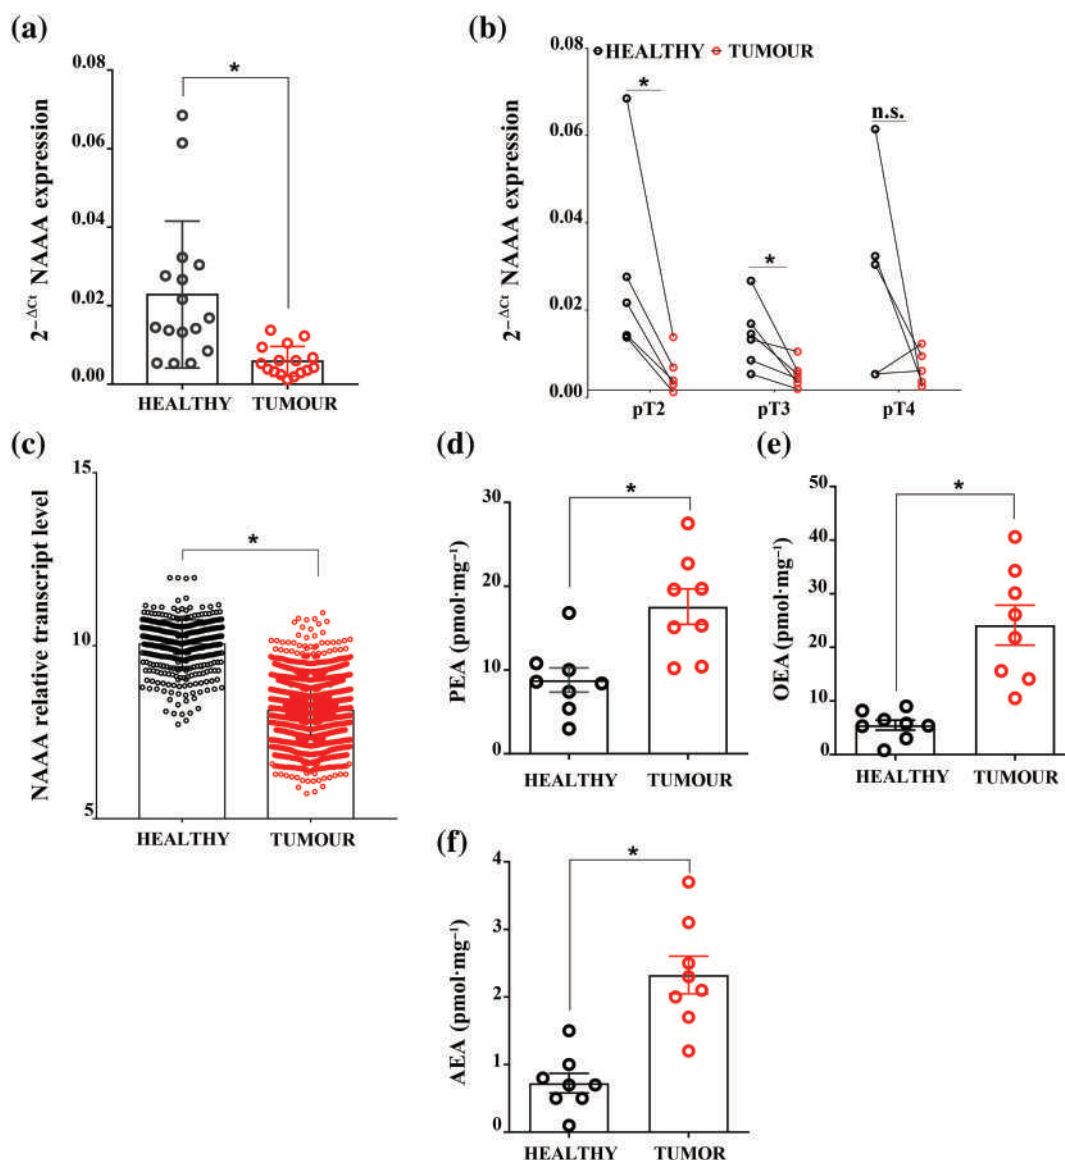 (a)
0.08
0.06
0.04
0.02
0.00
2⁻ΔCt NAAA expression
*
HEALTHY TUMOUR
(b)
HEALTHY TUMOUR
0.08
0.06
0.04
0.02
0.00
2⁻ΔCt NAAA expression
*
*
n.s.
pT2 pT3 pT4
(c)
15
10
5
NAAA relative transcript level
*
HEALTHY TUMOUR
(d)
30
20
10
0
PEA (pmol·mg⁻¹)
*
HEALTHY TUMOUR
(e)
50
40
30
20
10
0
OEA (pmol·mg⁻¹)
*
HEALTHY TUMOUR
(f)
4
3
2
1
0
AEA (pmol·mg⁻¹)
*
HEALTHY TUMOR